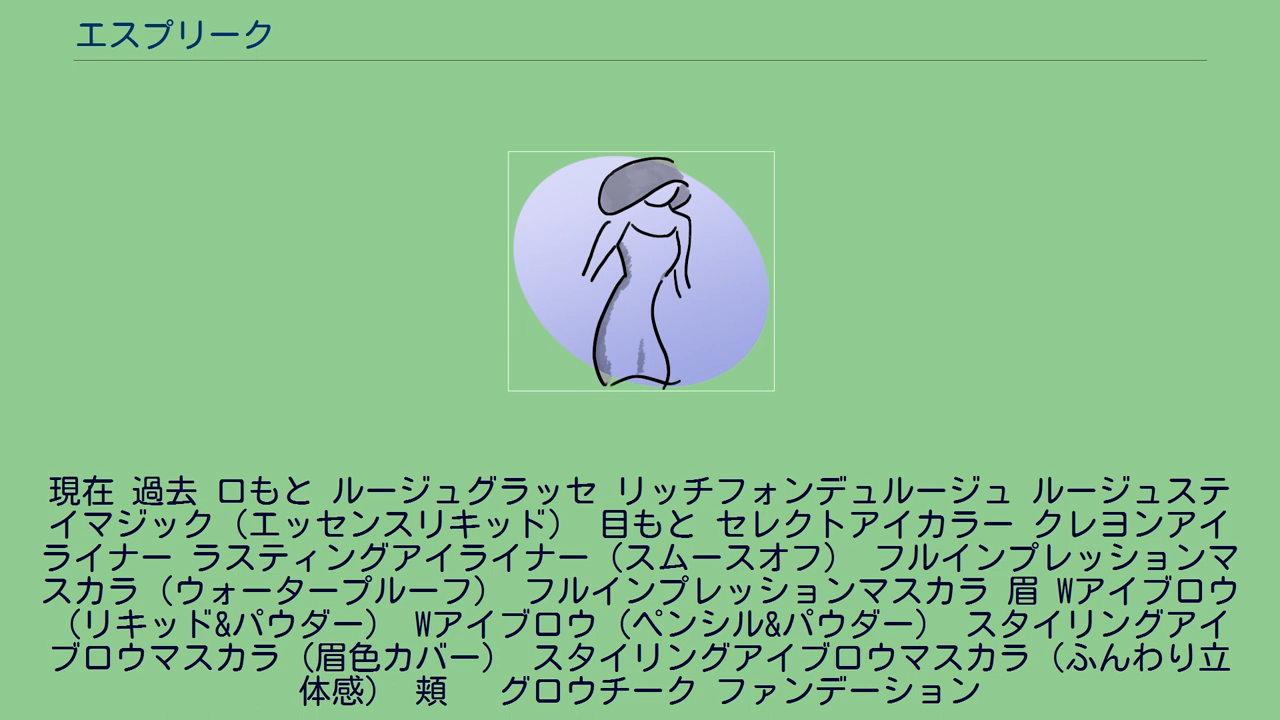 エスプリーク
現在 過去 口もと ルージュグラッセ リッチフォンデュルージュ ルージュステ
イマジック（エッセンスリキッド） 目もと セレクトアイカラー クレヨンアイ
ライナー ラスティングアイライナー（スムースオフ） フルインプレッションマ
スカラ（ウォータープルーフ） フルインプレッションマスカラ 眉 Wアイブロウ
（リキッド&パウダー） Wアイブロウ（ペンシル&パウダー） スタイリングアイ
ブロウマスカラ（眉色カバー） スタイリングアイブロウマスカラ（ふんわり立
体感） 頬 グロウチーク ファンデーション